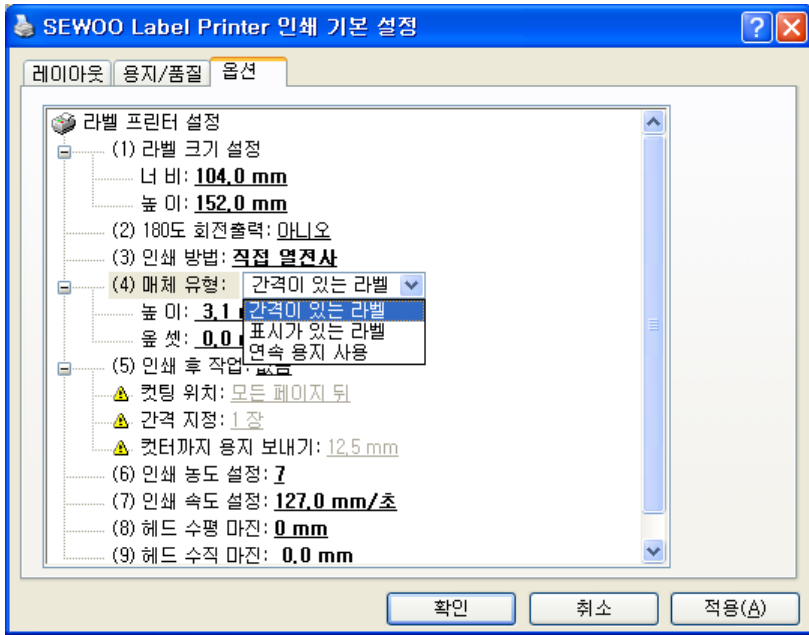 SEWOO Label Printer 인쇄 기본 설정
레이아웃 용지/품질 옵션
라벨 프린터 설정
(1) 라벨 크기 설정
너 비: 104.0 mm
높 이: 152.0 mm
(2) 180도 회전출력: 아니오
(3) 인쇄 방법: 직접 열전사
(4) 매체 유형: 간격이 있는 라벨
높 이: 3.1
간격이 있는 라벨
표시가 있는 라벨
옾 셋: 0.0
연속 용지 사용
(5) 인쇄 후 작업: 없음
컷팅 위치: 모든 페이지 뒤
간격 지정: 1 장
컷터까지 용지 보내기: 12.5 mm
(6) 인쇄 농도 설정: 7
(7) 인쇄 속도 설정: 127.0 mm/초
(8) 헤드 수평 마진: 0 mm
(9) 헤드 수직 마진: 0.0 mm
확인 취소 적용(A)